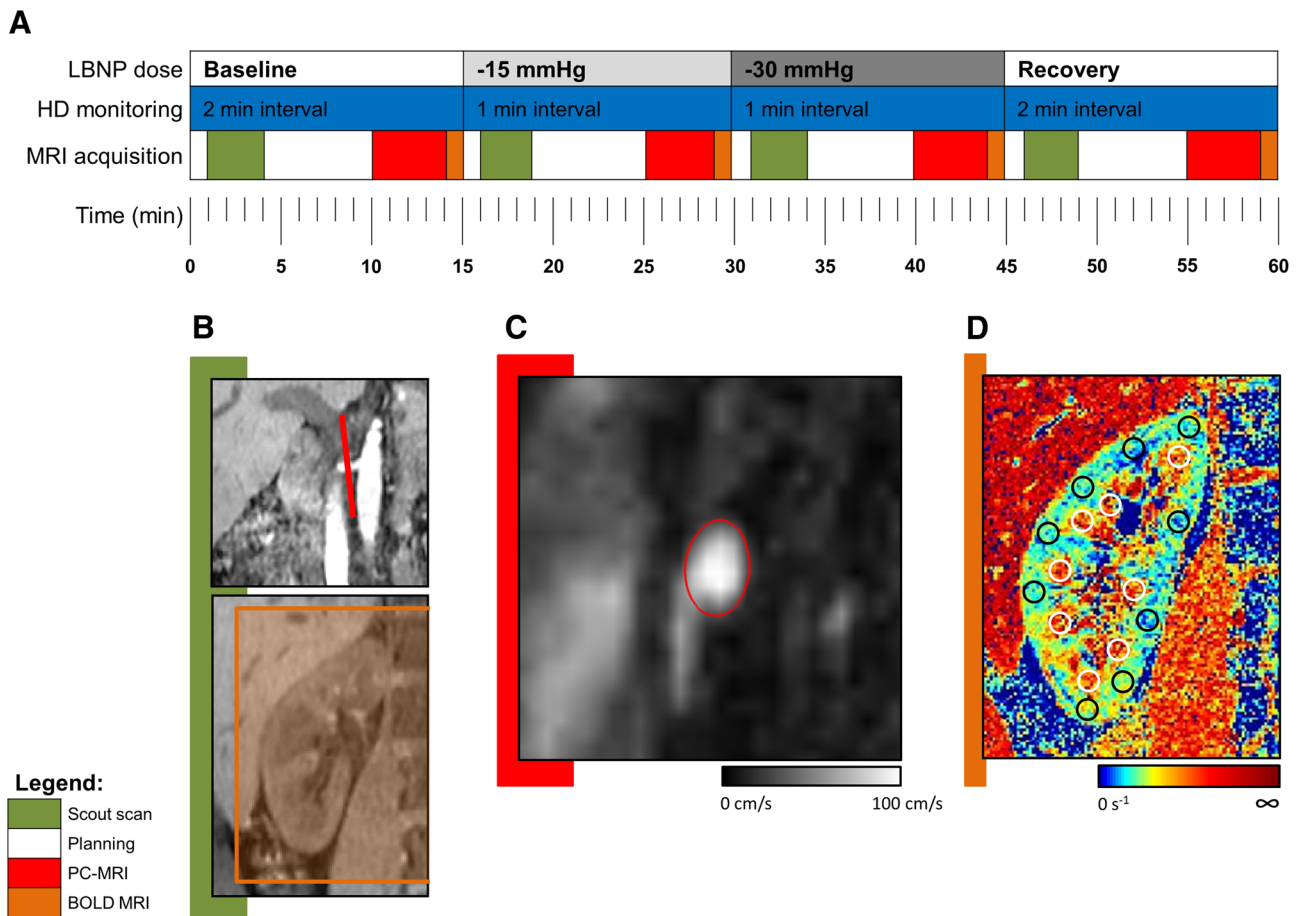 A
LBNP dose Baseline -15 mmHg -30 mmHg Recovery
HD monitoring 2 min interval 1 min interval 1 min interval 2 min interval
MRI acquisition
Time (min)
0 5 10 15 20 25 30 35 40 45 50 55 60
B C D
0 cm/s 100 cm/s
0 s⁻¹ ∞
Legend:
Scout scan
Planning
PC-MRI
BOLD MRI